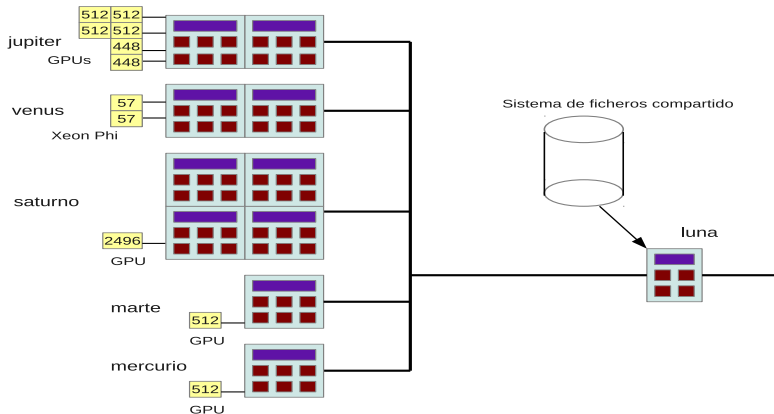 512 512
512 512
jupiter
448
GPUs
448
venus
57
57
Xeon Phi
Sistema de ficheros compartido
saturno
luna
2496
GPU
marte
512
GPU
mercurio
512
GPU